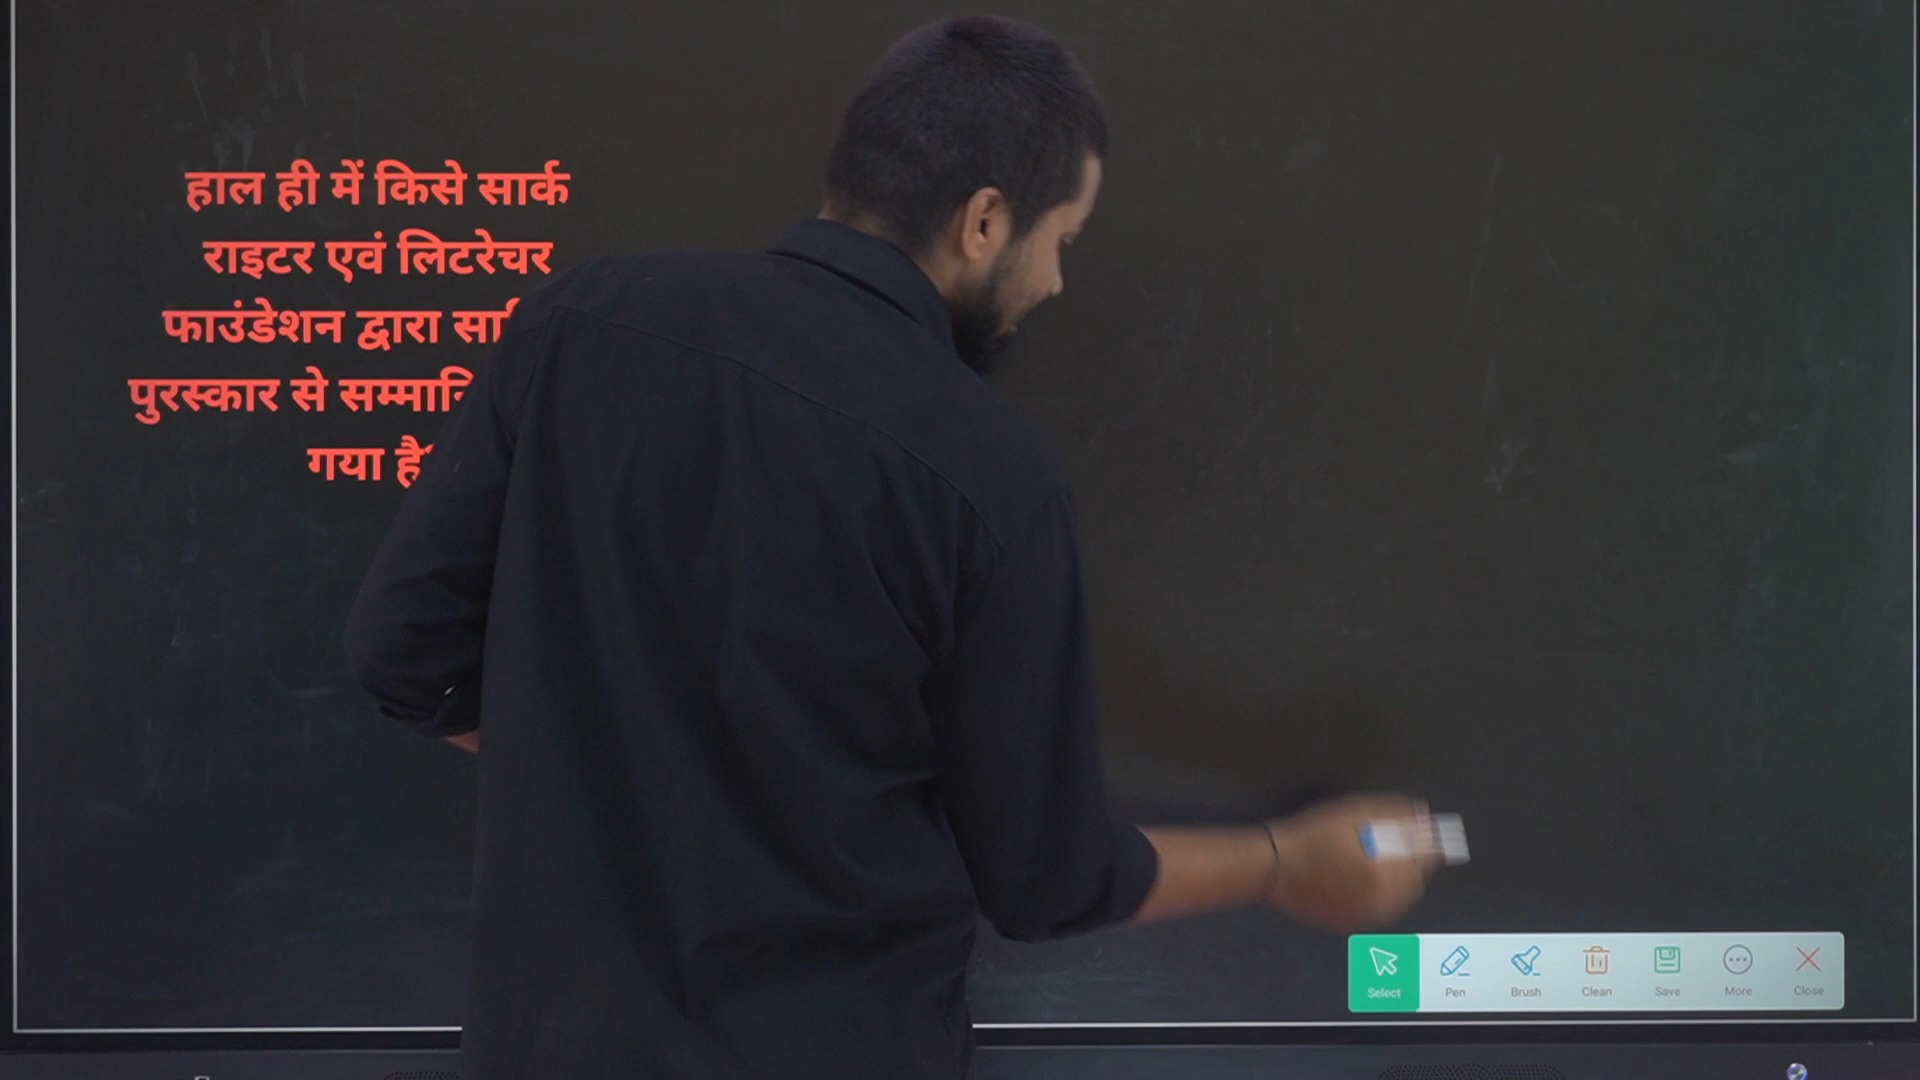 हाल ही में किसे सार्क
राइटर एवं लिटरेचर
फाउंडेशन द्वारा
पुरस्कार से
गया है
Select Pen Brush Clean Save More Close